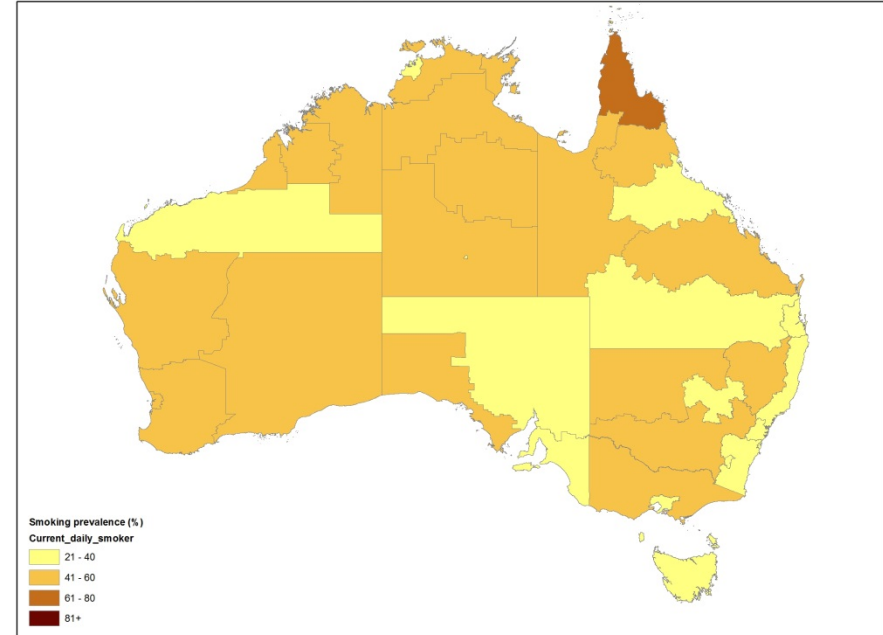 Smoking prevalence (%)
Current_daily_smoker
21 - 40
41 - 60
61 - 80
81+